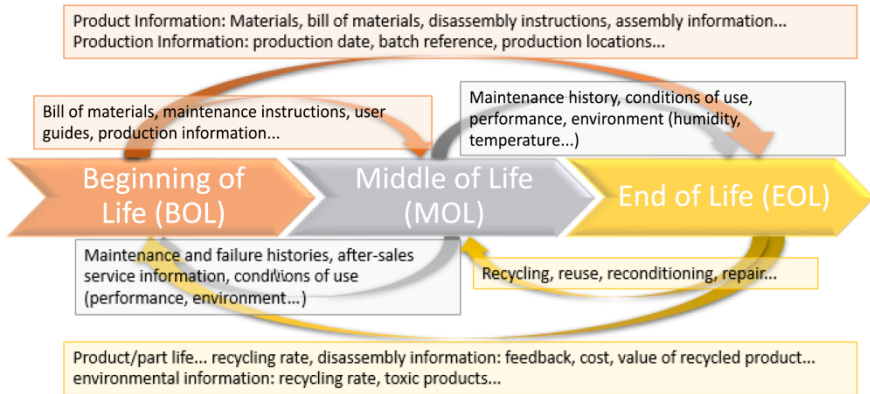 Product Information: Materials, bill of materials, disassembly instructions, assembly information...
Production Information: production date, batch reference, production locations...
Bill of materials, maintenance instructions, user
guides, production information...
Maintenance history, conditions of use,
performance, environment (humidity,
temperature...)
Beginning of
Life (BOL)
Middle of Life
(MOL)
End of Life (EOL)
Maintenance and failure histories, after-sales
service information, conditions of use
(performance, environment...)
Recycling, reuse, reconditioning, repair...
Product/part life... recycling rate, disassembly information: feedback, cost, value of recycled product...
environmental information: recycling rate, toxic products...